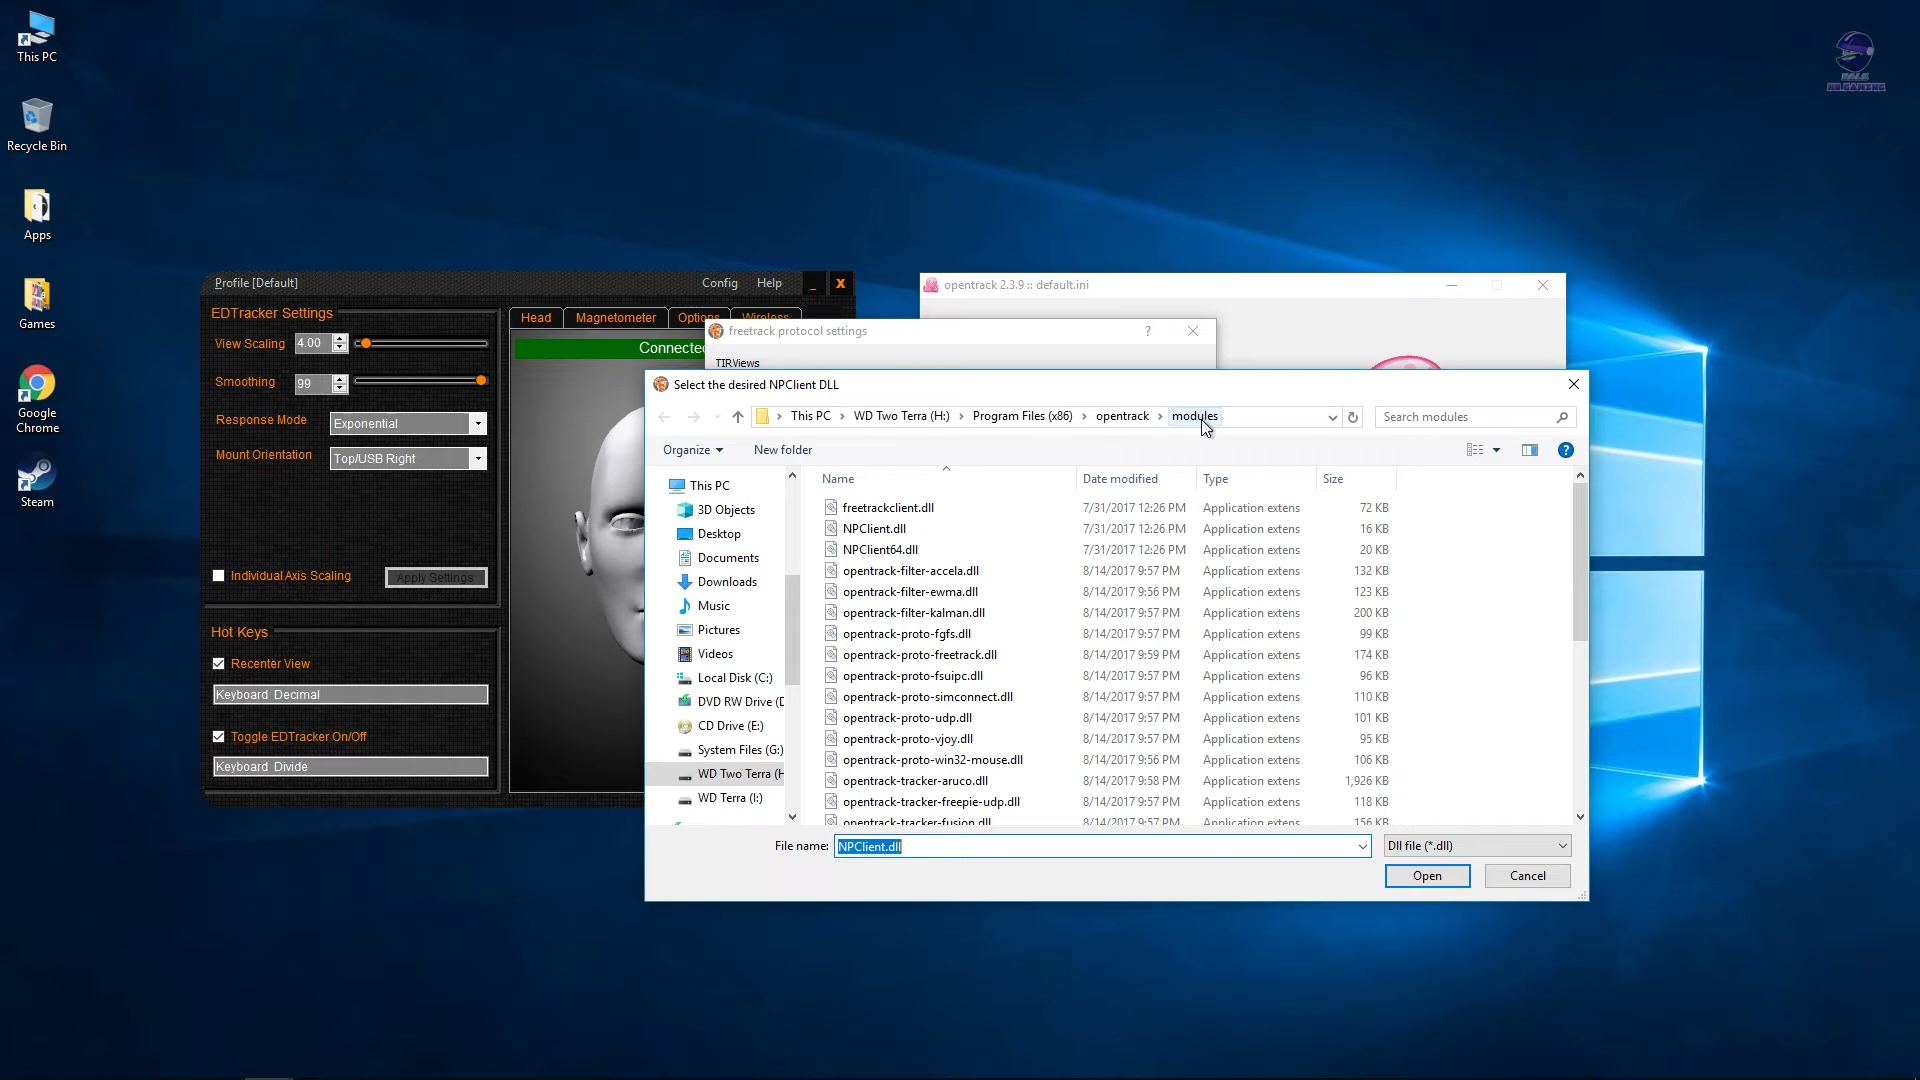 This PC
Recycle Bin
Apps
Games
Google
Chrome
Steam
HALK
HD GAMING
Profile [Default]
Config
Help
_
X
EDTracker Settings
View Scaling
4.00
Smoothing
99
Response Mode
Exponential
Mount Orientation
Top/USB Right
Individual Axis Scaling
Apply Settings
Hot Keys
Recenter View
Keyboard Decimal
Toggle EDTracker On/Off
Keyboard Divide
Head
Magnetometer
Options
Wireless
Connected
opentrack 2.3.9 :: default.ini
freetrack protocol settings
?
TIRViews
Select the desired NPClient DLL
This PC > WD Two Terra (H:) > Program Files (x86) > opentrack > modules
Search modules
Organize
New folder
This PC
3D Objects
Desktop
Documents
Downloads
Music
Pictures
Videos
Local Disk (C:)
DVD RW Drive (D
CD Drive (E:)
System Files (G:)
WD Two Terra (H
WD Terra (I:)
Name Date modified Type Size
freetrackclient.dll 7/31/2017 12:26 PM Application extens 72 KB
NPClient.dll 7/31/2017 12:26 PM Application extens 16 KB
NPClient64.dll 7/31/2017 12:26 PM Application extens 20 KB
opentrack-filter-accela.dll 8/14/2017 9:57 PM Application extens 132 KB
opentrack-filter-ewma.dll 8/14/2017 9:56 PM Application extens 123 KB
opentrack-filter-kalman.dll 8/14/2017 9:57 PM Application extens 200 KB
opentrack-proto-fgfs.dll 8/14/2017 9:57 PM Application extens 99 KB
opentrack-proto-freetrack.dll 8/14/2017 9:59 PM Application extens 174 KB
opentrack-proto-fsuipc.dll 8/14/2017 9:57 PM Application extens 96 KB
opentrack-proto-simconnect.dll 8/14/2017 9:57 PM Application extens 110 KB
opentrack-proto-udp.dll 8/14/2017 9:57 PM Application extens 101 KB
opentrack-proto-vjoy.dll 8/14/2017 9:57 PM Application extens 95 KB
opentrack-proto-win32-mouse.dll 8/14/2017 9:56 PM Application extens 106 KB
opentrack-tracker-aruco.dll 8/14/2017 9:58 PM Application extens 1,926 KB
opentrack-tracker-freepie-udp.dll 8/14/2017 9:57 PM Application extens 118 KB
opentrack-tracker-fusion.dll 8/14/2017 9:57 PM Application extens 156 KB
File name: NPClient.dll
Dll file (*.dll)
Open
Cancel